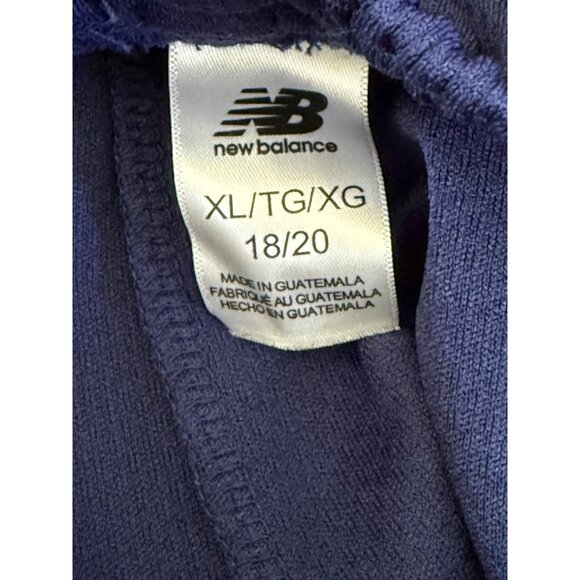 NB
new balance
XL/TG/XG
18/20
MADE IN GUATEMALA
FABRIQUÉ AU GUATEMALA
HECHO EN GUATEMALA